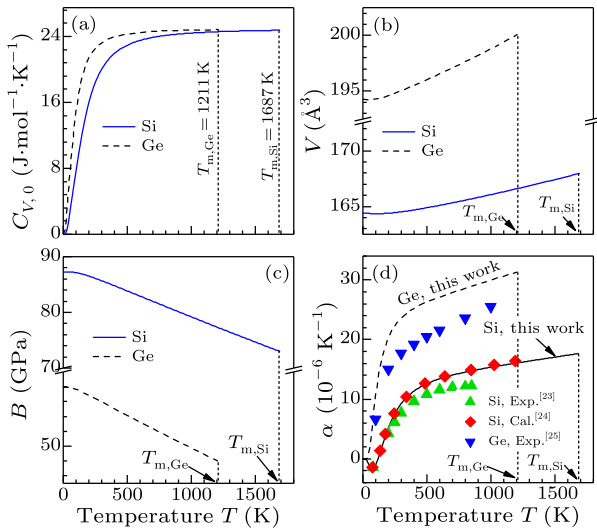 (a)
C_{V,0} (J·mol⁻¹·K⁻¹)
24
16
8
0
Si
Ge
T_{m,Ge}=1211 K
T_{m,Si}=1687 K
(b)
V (Å³)
200
195
168
164
Si
Ge
T_{m,Ge}
T_{m,Si}
(c)
B (GPa)
90
80
70
50
Si
Ge
T_{m,Ge}
T_{m,Si}
0
500
1000
1500
Temperature T (K)
(d)
α (10⁻⁶ K⁻¹)
30
20
10
0
Ge, this work
Si, this work
Si, Exp.[23]
Si, Cal.[24]
Ge, Exp.[25]
T_{m,Ge}
T_{m,Si}
0
500
1000
1500
Temperature T (K)